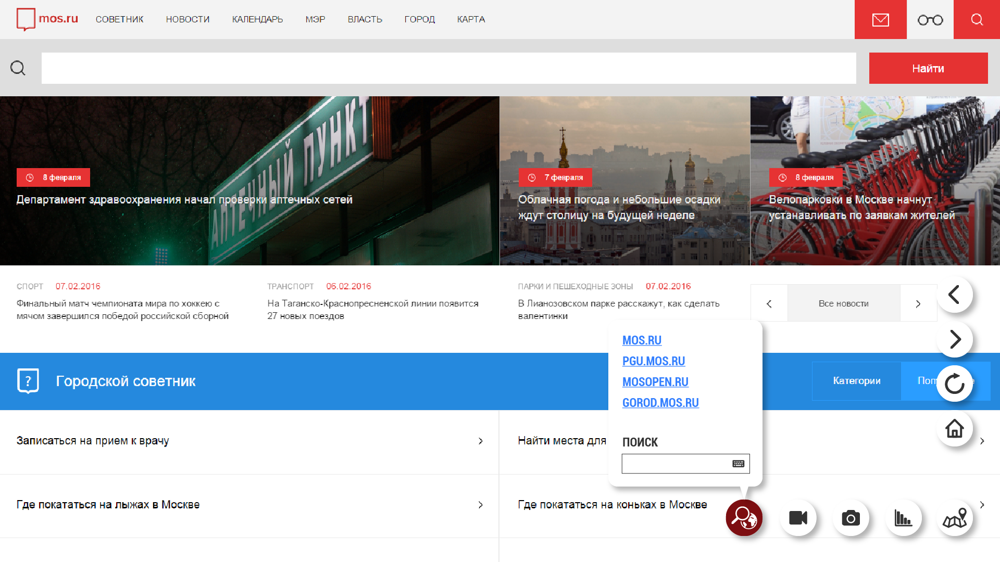 mos.ru СОВЕТНИК НОВОСТИ КАЛЕНДАРЬ МЭР ВЛАСТЬ ГОРОД КАРТА
Найти
АПТЕЧНЫЙ ПУНКТ
8 февраля
Департамент здравоохранения начал проверки аптечных сетей
7 февраля
Облачная погода и небольшие осадки
ждут столицу на будущей неделе
8 февраля
Велопарковки в Москве начнут
устанавливать по заявкам жителей
СПОРТ 07.02.2016
Финальный матч чемпионата мира по хоккею с
мячом завершился победой российской сборной
ТРАНСПОРТ 06.02.2016
На Таганско-Краснопресненской линии появится
27 новых поездов
ПАРКИ И ПЕШЕХОДНЫЕ ЗОНЫ 07.02.2016
В Лианозовском парке расскажут, как сделать
валентинки
Все новости
? Городской советник
Категории
MOS.RU
PGU.MOS.RU
MOSOPEN.RU
GOROD.MOS.RU
ПОИСК
Записаться на прием к врачу
Найти места для
Где покататься на лыжах в Москве
Где покататься на коньках в Москве